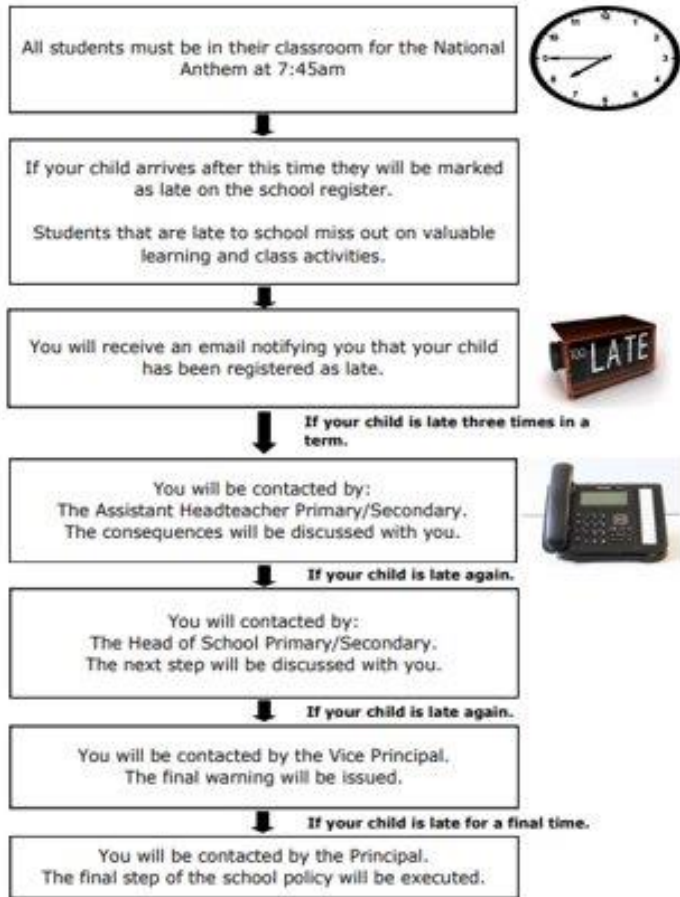 All students must be in their classroom for the National
Anthem at 7:45am
If your child arrives after this time they will be marked
as late on the school register.
Students that are late to school miss out on valuable
learning and class activities.
You will receive an email notifying you that your child
has been registered as late.
TOO LATE
If your child is late three times in a
term.
You will be contacted by:
The Assistant Headteacher Primary/Secondary.
The consequences will be discussed with you.
If your child is late again.
You will contacted by:
The Head of School Primary/Secondary.
The next step will be discussed with you.
If your child is late again.
You will be contacted by the Vice Principal.
The final warning will be issued.
If your child is late for a final time.
You will be contacted by the Principal.
The final step of the school policy will be executed.